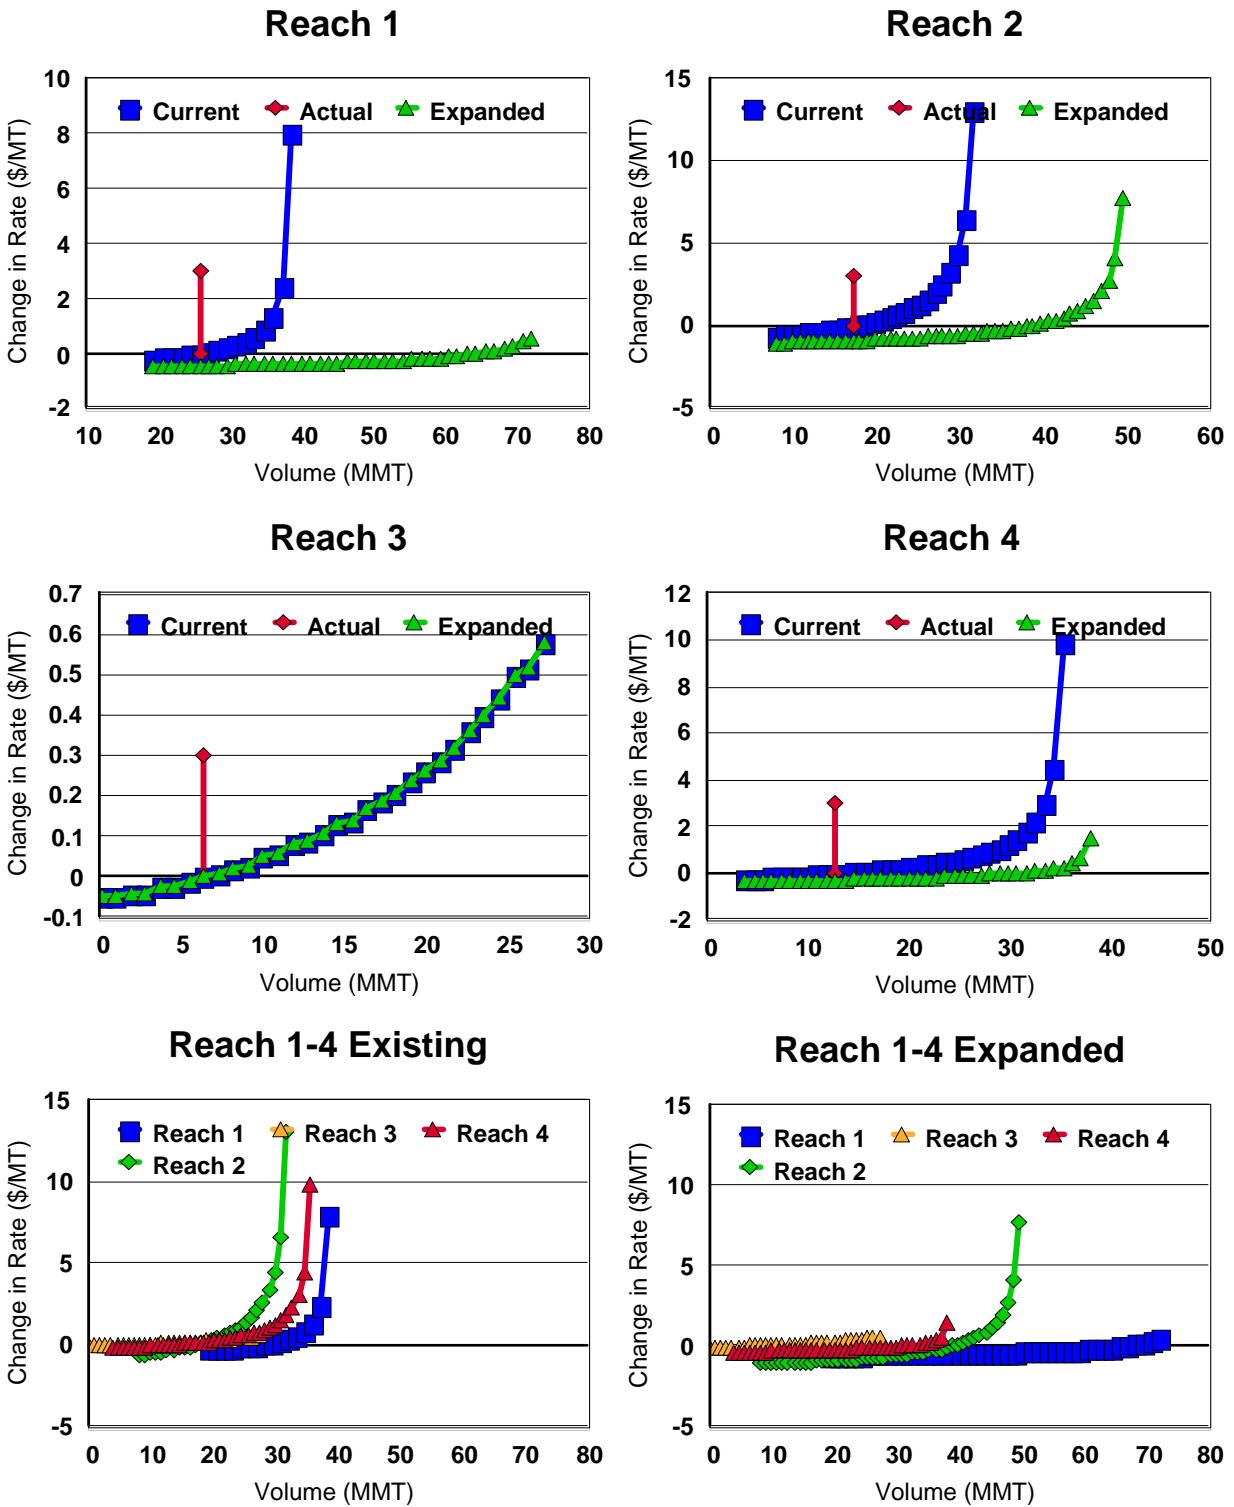 Reach 1
10
8
6
4
2
0
-2
Change in Rate ($/MT)
Current Actual Expanded
10 20 30 40 50 60 70 80
Volume (MMT)
Reach 2
15
10
5
0
-5
Change in Rate ($/MT)
Current Actual Expanded
0 10 20 30 40 50 60
Volume (MMT)
Reach 3
0.7
0.6
0.5
0.4
0.3
0.2
0.1
0
-0.1
Change in Rate ($/MT)
Current Actual Expanded
0 5 10 15 20 25 30
Volume (MMT)
Reach 4
12
10
8
6
4
2
0
-2
Change in Rate ($/MT)
Current Actual Expanded
0 10 20 30 40 50
Volume (MMT)
Reach 1-4 Existing
15
10
5
0
-5
Change in Rate ($/MT)
Reach 1 Reach 3 Reach 4
Reach 2
0 10 20 30 40 50 60 70 80
Volume (MMT)
Reach 1-4 Expanded
15
10
5
0
-5
Change in Rate ($/MT)
Reach 1 Reach 3 Reach 4
Reach 2
0 10 20 30 40 50 60 70 80
Volume (MMT)